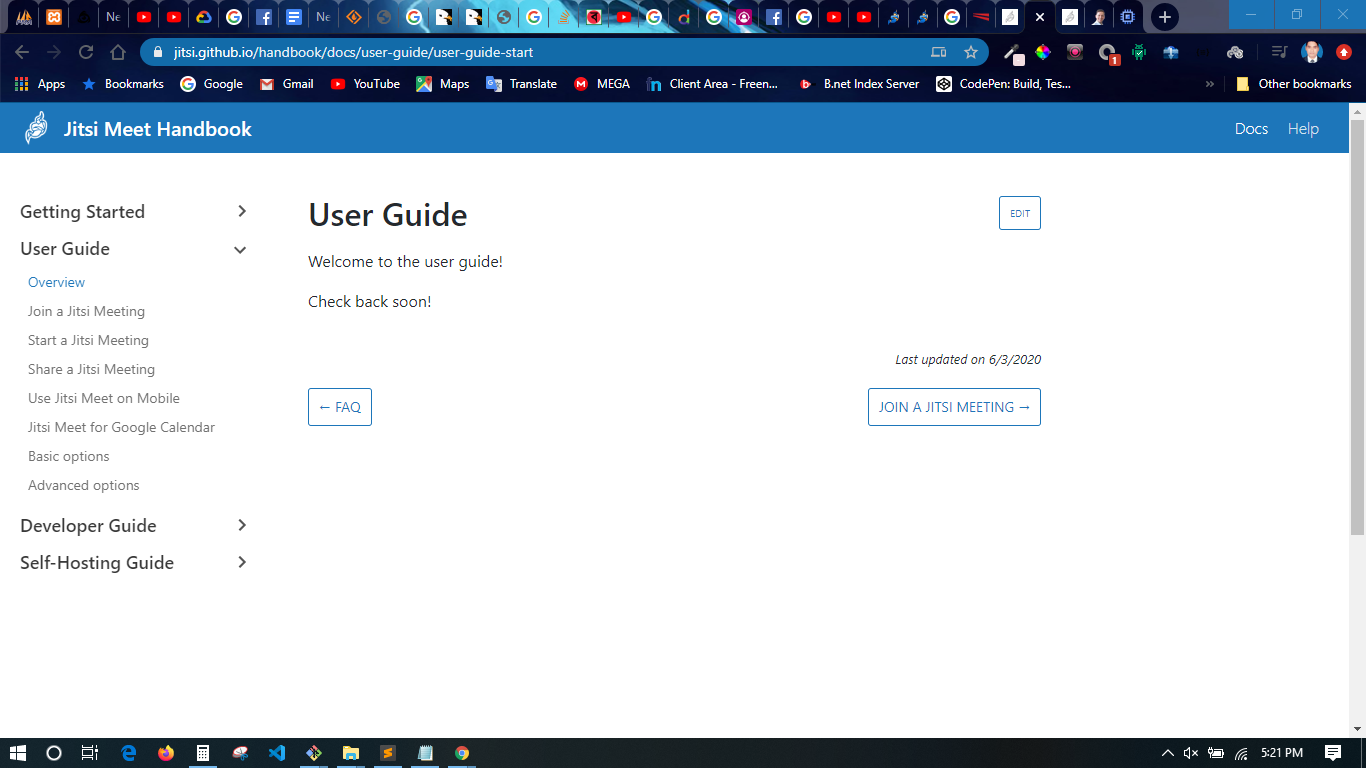 Ne
Ne
jitsi.github.io/handbook/docs/user-guide/user-guide-start
1
Apps
Bookmarks
Google
Gmail
YouTube
Maps
Translate
MEGA
Client Area - Freen...
B.net Index Server
CodePen: Build, Tes...
»
Other bookmarks
Jitsi Meet Handbook
Docs
Help
Getting Started
User Guide
Overview
Join a Jitsi Meeting
Start a Jitsi Meeting
Share a Jitsi Meeting
Use Jitsi Meet on Mobile
Jitsi Meet for Google Calendar
Basic options
Advanced options
Developer Guide
Self-Hosting Guide
User Guide
EDIT
Welcome to the user guide!
Check back soon!
Last updated on 6/3/2020
← FAQ
JOIN A JITSI MEETING →
5:21 PM